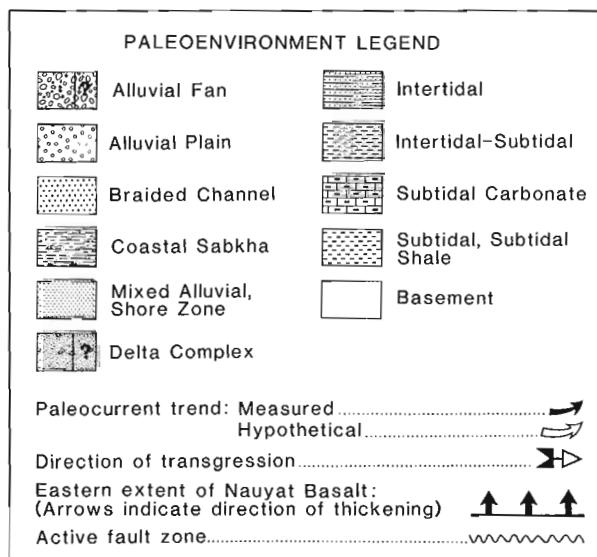 PALEOENVIRONMENT LEGEND
?
Alluvial Fan
Alluvial Plain
Braided Channel
Coastal Sabkha
Mixed Alluvial,
Shore Zone
?
Delta Complex
Intertidal
Intertidal-Subtidal
Subtidal Carbonate
Subtidal, Subtidal
Shale
Basement
Paleocurrent trend: Measured
Hypothetical
Direction of transgression
Eastern extent of Nauyat Basalt:
(Arrows indicate direction of thickening)
Active fault zone